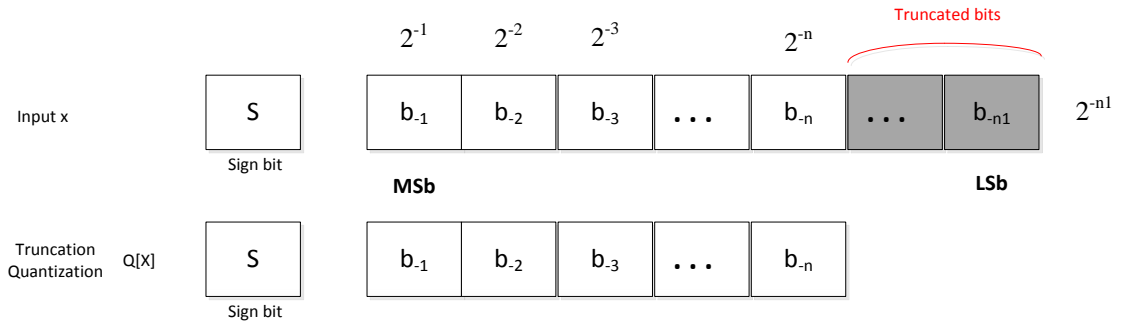 Truncated bits
2⁻¹ 2⁻² 2⁻³ 2⁻ⁿ
Input x S b₋₁ b₋₂ b₋₃ ... b₋ₙ ... b₋ₙ₁ 2⁻ⁿ¹
Sign bit
MSb LSb
Truncation
Quantization Q[X] S b₋₁ b₋₂ b₋₃ ... b₋ₙ
Sign bit